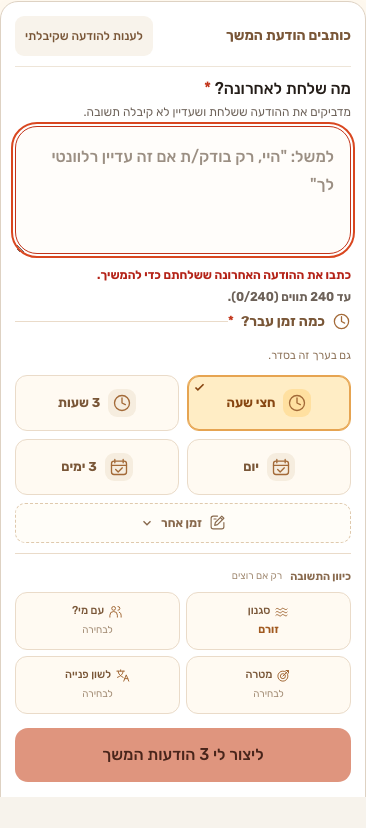 כותבים הודעת המשך
לענות להודעה שקיבלתי
מה שלחת לאחרונה? *
מדביקים את ההודעה ששלחת ושעדיין לא קיבלה תשובה.
למשל: "היי, רק בודק/ת אם זה עדיין רלוונטי
לך"
כתבו את ההודעה האחרונה ששלחתם כדי להמשיך.
עד 240 תווים (0/240).
כמה זמן עבר? *
גם בערך זה בסדר.
חצי שעה
3 שעות
יום
3 ימים
זמן אחר
כיוון התשובה רק אם רוצים
סגנון
זורם
עם מי?
לבחירה
מטרה
לבחירה
לשון פנייה
לבחירה
ליצור לי 3 הודעות המשך